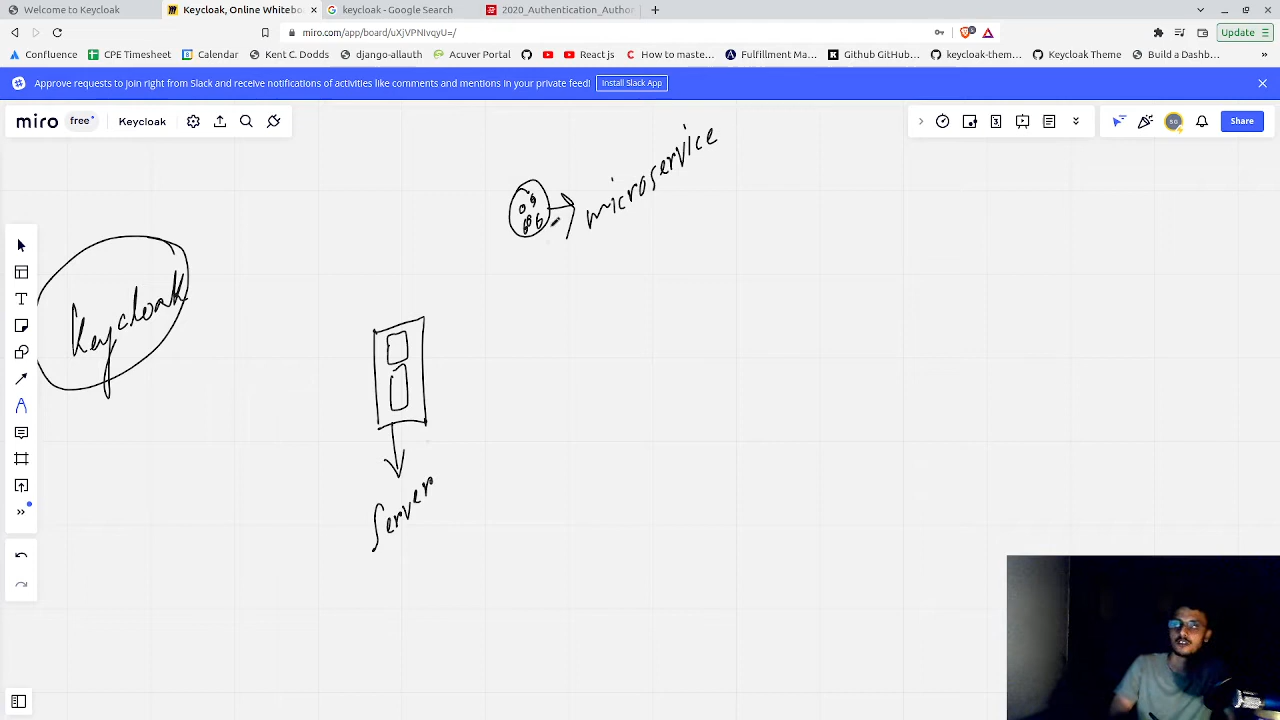 Welcome to Keycloak
Keycloak, Online Whitebo
keycloak - Google Search
2020_Authentication_Author
miro.com/app/board/uXjVPNIvqyU=/
Update
Confluence
CPE Timesheet
Calendar
Kent C. Dodds
django-allauth
Acuver Portal
React js
How to maste...
Fulfillment Ma...
Github GitHub...
keycloak-them...
Keycloak Theme
Build a Dashb...
»
Approve requests to join right from Slack and receive notifications of activities like comments and mentions in your private feed!
Install Slack App
miro
free
Keycloak
SG
Share
microservice
Keycloak
Server